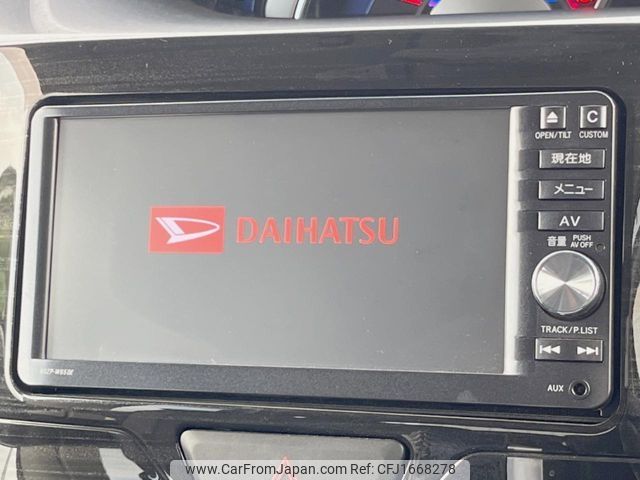 OPEN/TILT
C
CUSTOM
現在地
メニュー
AV
DAIHATSU
音量 PUSH AV OFF
TRACK/P.LIST
AUX
www.CarFromJapan.com Ref: CFJ1668278